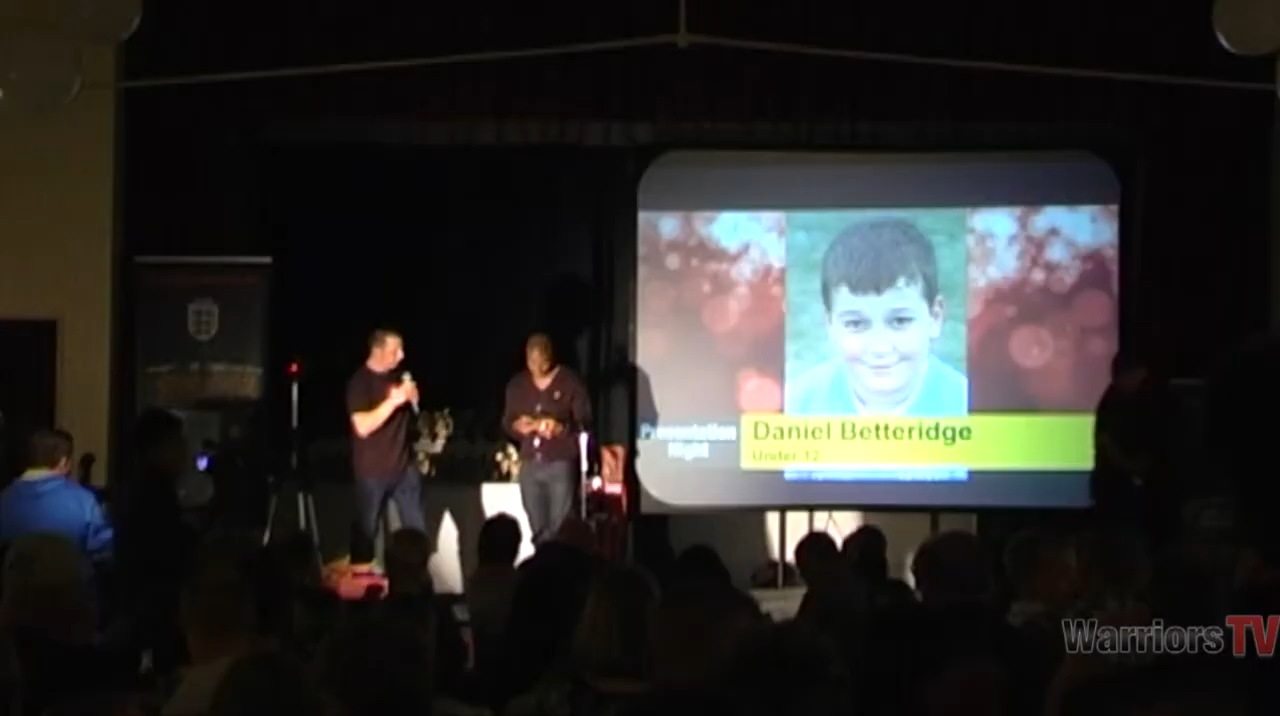 Presentation
Night
Daniel Betteridge
Under 12
WarriorsTV